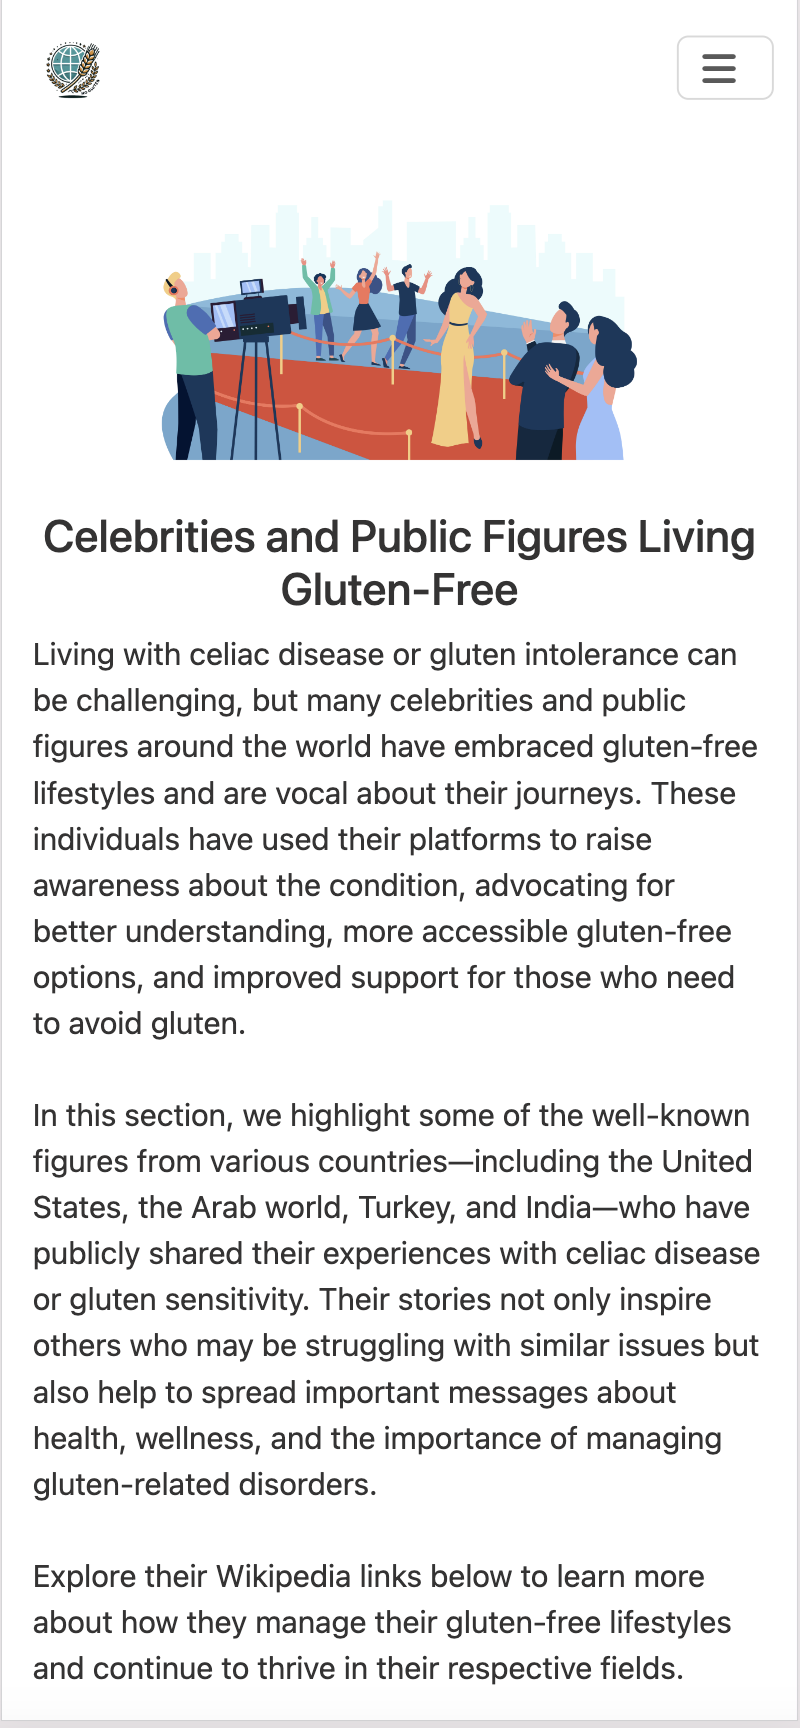 Celebrities and Public Figures Living
Gluten-Free
Living with celiac disease or gluten intolerance can
be challenging, but many celebrities and public
figures around the world have embraced gluten-free
lifestyles and are vocal about their journeys. These
individuals have used their platforms to raise
awareness about the condition, advocating for
better understanding, more accessible gluten-free
options, and improved support for those who need
to avoid gluten.
In this section, we highlight some of the well-known
figures from various countries—including the United
States, the Arab world, Turkey, and India—who have
publicly shared their experiences with celiac disease
or gluten sensitivity. Their stories not only inspire
others who may be struggling with similar issues but
also help to spread important messages about
health, wellness, and the importance of managing
gluten-related disorders.
Explore their Wikipedia links below to learn more
about how they manage their gluten-free lifestyles
and continue to thrive in their respective fields.